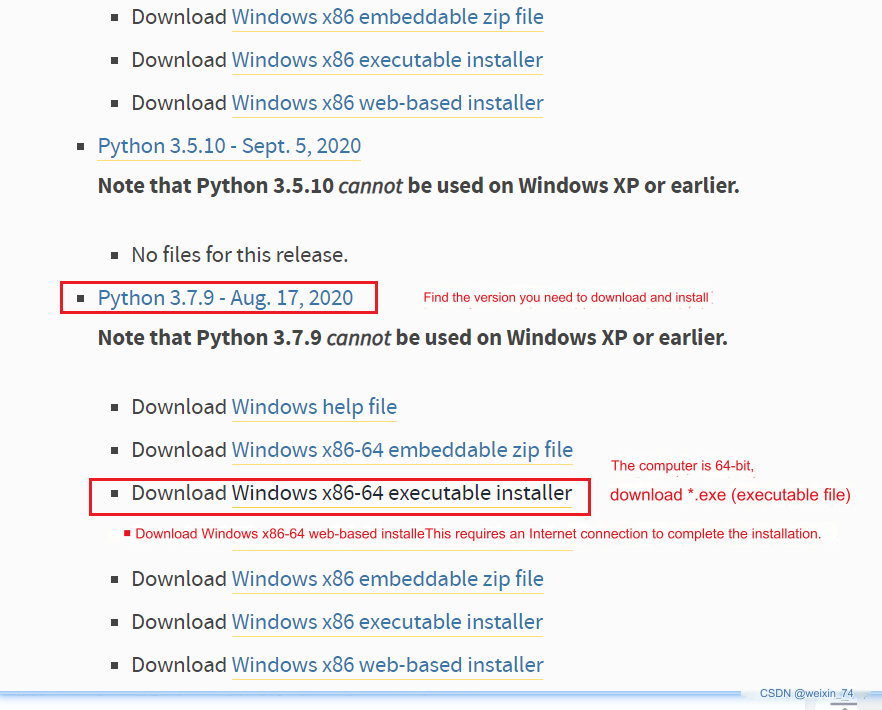 ▪ Download Windows x86 embeddable zip file
▪ Download Windows x86 executable installer
▪ Download Windows x86 web-based installer
▪ Python 3.5.10 - Sept. 5, 2020
Note that Python 3.5.10 cannot be used on Windows XP or earlier.
▪ No files for this release.
▪ Python 3.7.9 - Aug. 17, 2020
Find the version you need to download and install
Note that Python 3.7.9 cannot be used on Windows XP or earlier.
▪ Download Windows help file
▪ Download Windows x86-64 embeddable zip file
The computer is 64-bit,
▪ Download Windows x86-64 executable installer
download *.exe (executable file)
▪ Download Windows x86-64 web-based installeThis requires an Internet connection to complete the installation.
▪ Download Windows x86 embeddable zip file
▪ Download Windows x86 executable installer
▪ Download Windows x86 web-based installer
CSDN @weixin_74